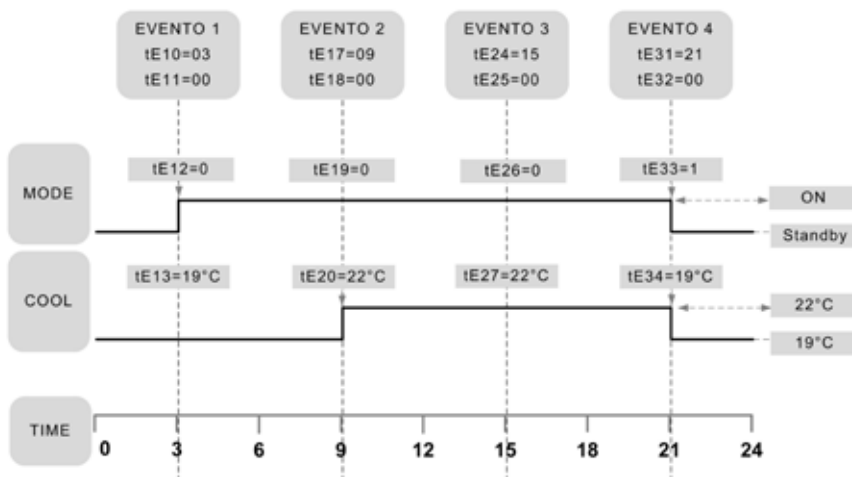 EVENTO 1
tE10=03
tE11=00
EVENTO 2
tE17=09
tE18=00
EVENTO 3
tE24=15
tE25=00
EVENTO 4
tE31=21
tE32=00
MODE
tE12=0
tE19=0
tE26=0
tE33=1
ON
Standby
COOL
tE13=19°C
tE20=22°C
tE27=22°C
tE34=19°C
22°C
19°C
TIME
0 3 6 9 12 15 18 21 24